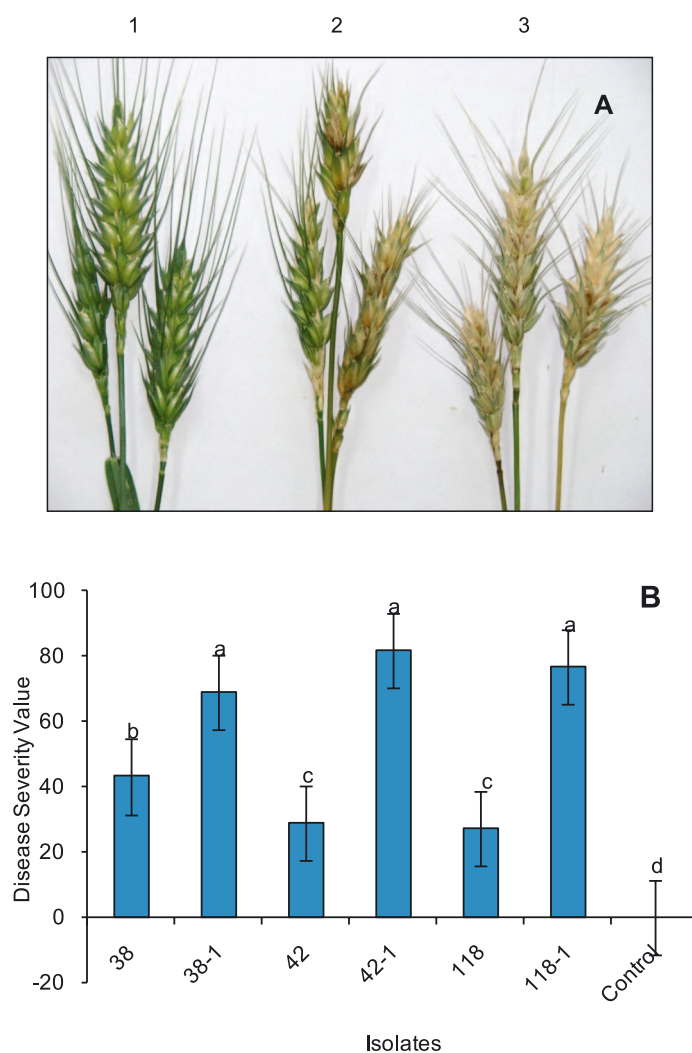 1 2 3
A
B
100
80
60
40
20
0
-20
Disease Severity Value
b a c a c a d
38 38-1 42 42-1 118 118-1 Control
Isolates